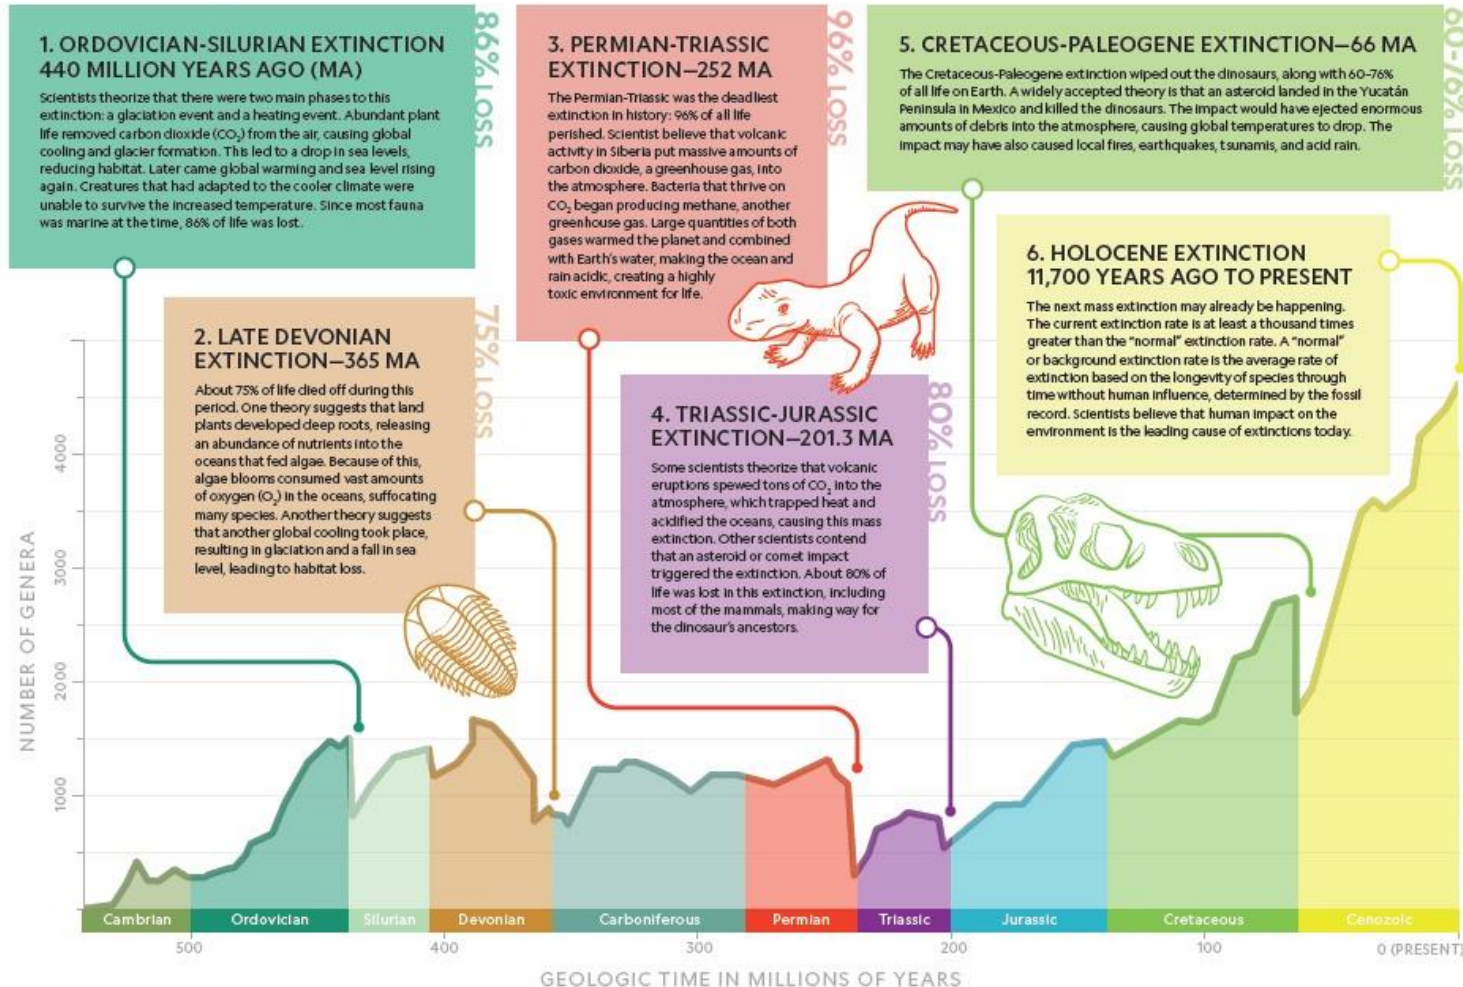 1. ORDOVICIAN-SILURIAN EXTINCTION
440 MILLION YEARS AGO (MA)
Scientists theorize that there were two main phases to this
extinction: a glaciation event and a heating event. Abundant plant
life removed carbon dioxide (CO₂) from the air, causing global
cooling and glacier formation. This led to a drop in sea levels,
reducing habitat. Later came global warming and sea level rising
again. Creatures that had adapted to the cooler climate were
unable to survive the increased temperature. Since most fauna
was marine at the time, 86% of life was lost.
86% LOSS
2. LATE DEVONIAN
EXTINCTION—365 MA
About 75% of life died off during this
period. One theory suggests that land
plants developed deep roots, releasing
an abundance of nutrients into the
oceans that fed algae. Because of this,
algae blooms consumed vast amounts
of oxygen (O₂) in the oceans, suffocating
many species. Another theory suggests
that another global cooling took place,
resulting in glaciation and a fall in sea
level, leading to habitat loss.
75% LOSS
3. PERMIAN-TRIASSIC
EXTINCTION—252 MA
The Permian-Triassic was the deadliest
extinction in history: 96% of all life
perished. Scientist believe that volcanic
activity in Siberia put massive amounts of
carbon dioxide, a greenhouse gas, into
the atmosphere. Bacteria that thrive on
CO₂ began producing methane, another
greenhouse gas. Large quantities of both
gases warmed the planet and combined
with Earth's water, making the ocean and
rain acidic, creating a highly
toxic environment for life.
96% LOSS
4. TRIASSIC-JURASSIC
EXTINCTION—201.3 MA
Some scientists theorize that volcanic
eruptions spewed tons of CO₂ into the
atmosphere, which trapped heat and
acidified the oceans, causing this mass
extinction. Other scientists contend
that an asteroid or comet impact
triggered the extinction. About 80% of
life was lost in this extinction, including
most of the mammals, making way for
the dinosaur's ancestors.
80% LOSS
5. CRETACEOUS-PALEOGENE EXTINCTION—66 MA
The Cretaceous-Paleogene extinction wiped out the dinosaurs, along with 60-76%
of all life on Earth. A widely accepted theory is that an asteroid landed in the Yucatán
Peninsula in Mexico and killed the dinosaurs. The impact would have ejected enormous
amounts of debris into the atmosphere, causing global temperatures to drop. The
impact may have also caused local fires, earthquakes, tsunamis, and acid rain.
60-76% LOSS
6. HOLOCENE EXTINCTION
11,700 YEARS AGO TO PRESENT
The next mass extinction may already be happening.
The current extinction rate is at least a thousand times
greater than the "normal" extinction rate. A "normal"
or background extinction rate is the average rate of
extinction based on the longevity of species through
time without human influence, determined by the fossil
record. Scientists believe that human impact on the
environment is the leading cause of extinctions today.
NUMBER OF GENERA
4000
3000
2000
1000
Cambrian Ordovician Silurian Devonian Carboniferous Permian Triassic Jurassic Cretaceous Cenozoic
500 400 300 200 100 0 (PRESENT)
GEOLOGIC TIME IN MILLIONS OF YEARS